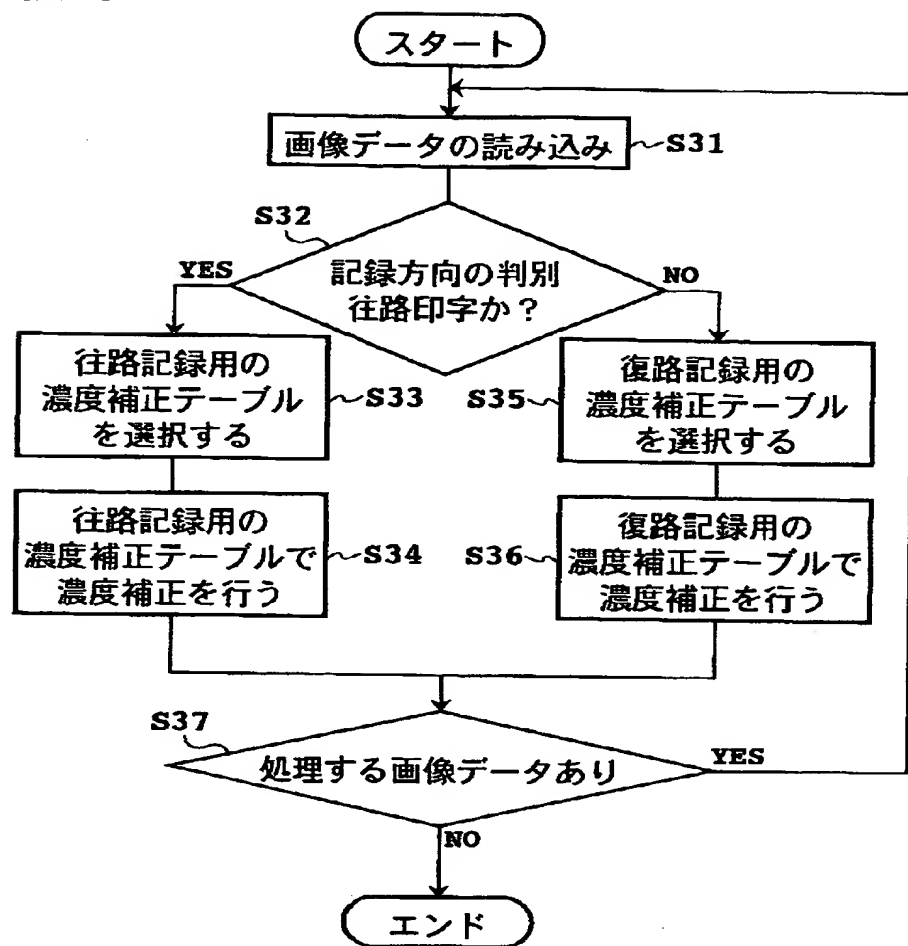 スタート
画像データの読み込み
S31
S32
記録方向の判別
往路印字か？
YES
NO
往路記録用の
濃度補正テーブル
を選択する
S33
S35
復路記録用の
濃度補正テーブル
を選択する
往路記録用の
濃度補正テーブルで
濃度補正を行う
S34
S36
復路記録用の
濃度補正テーブルで
濃度補正を行う
S37
処理する画像データあり
YES
NO
エンド